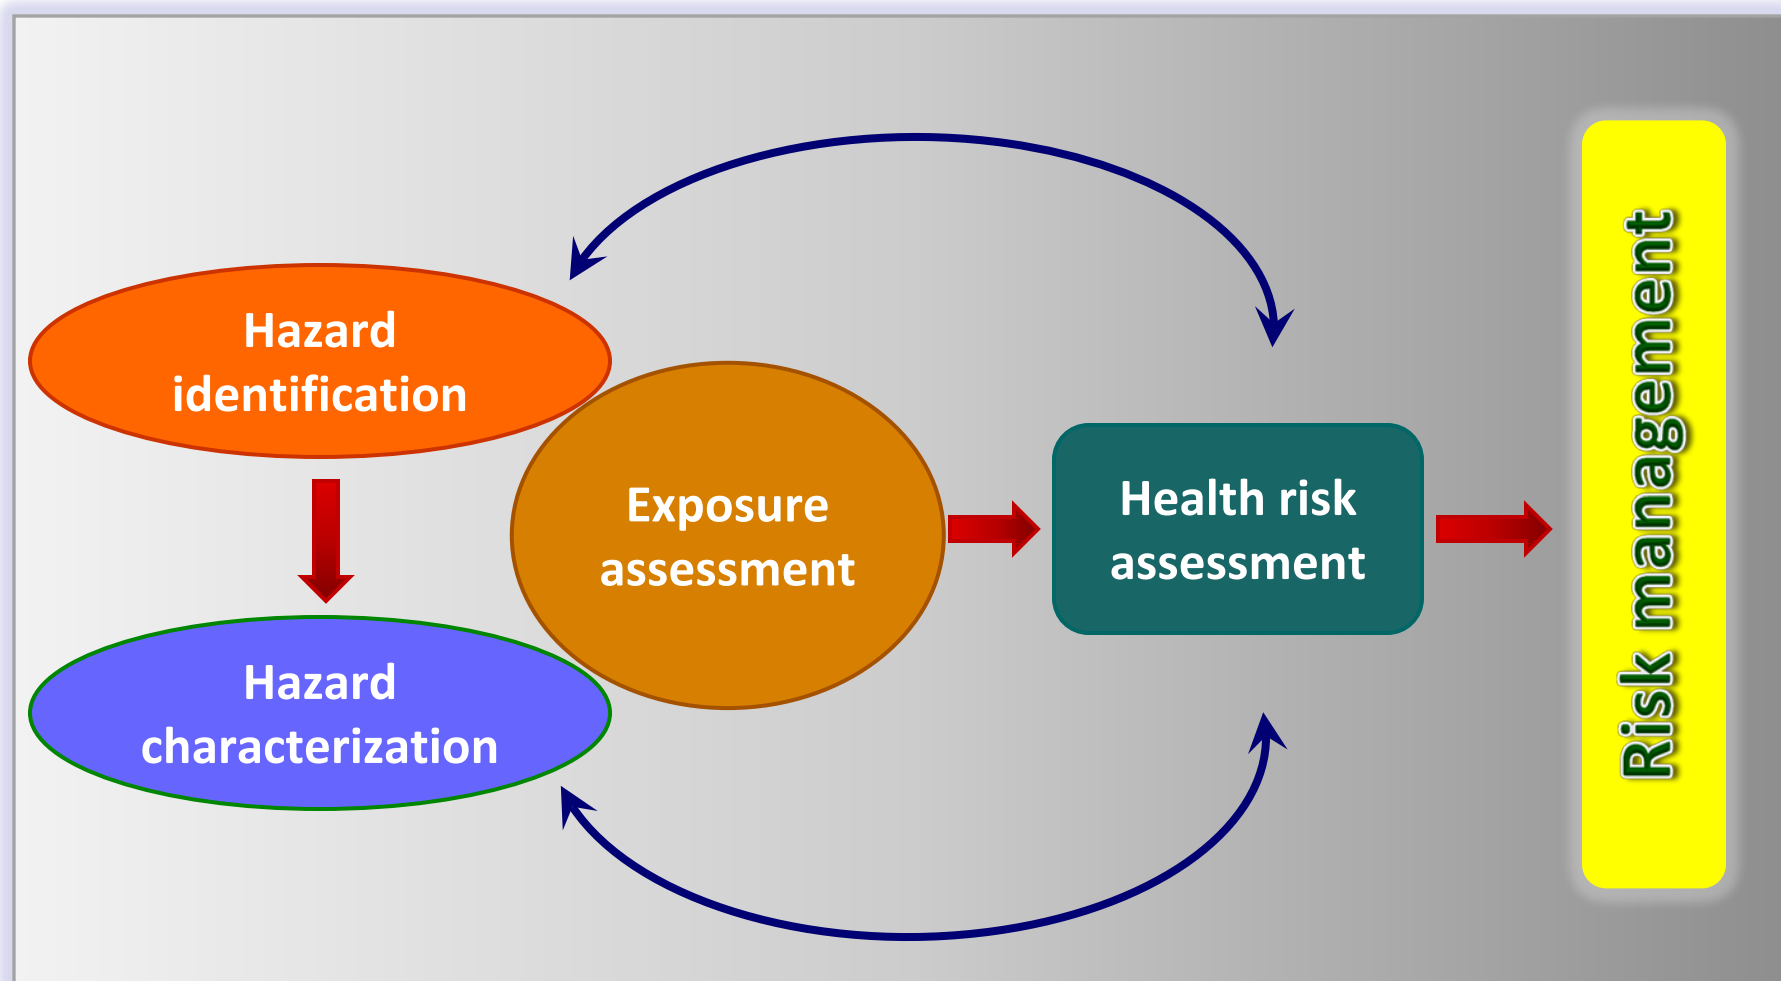 Hazard
identification
Hazard
characterization
Exposure
assessment
Health risk
assessment
Risk management